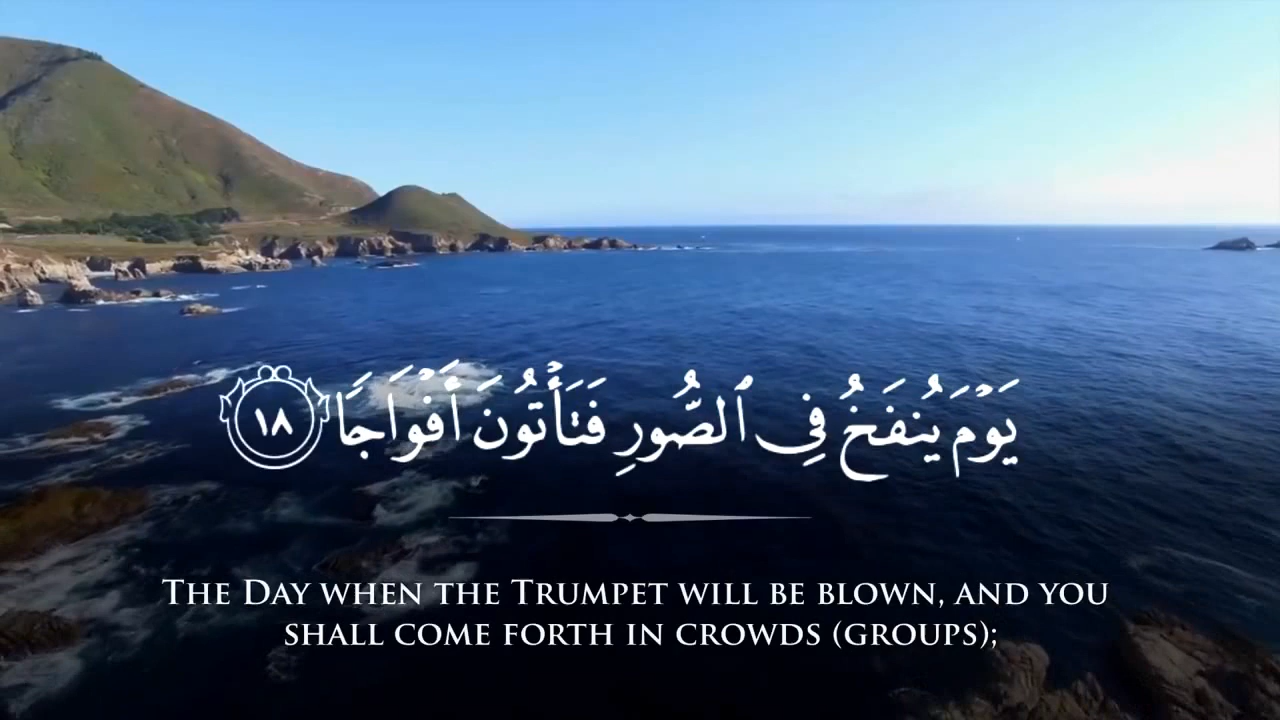 يَوْمَ يُنفَخُ فِي ٱلصُّورِ فَتَأْتُونَ أَفْوَاجًا ١٨
The Day when the Trumpet will be blown, and you
shall come forth in crowds (groups);